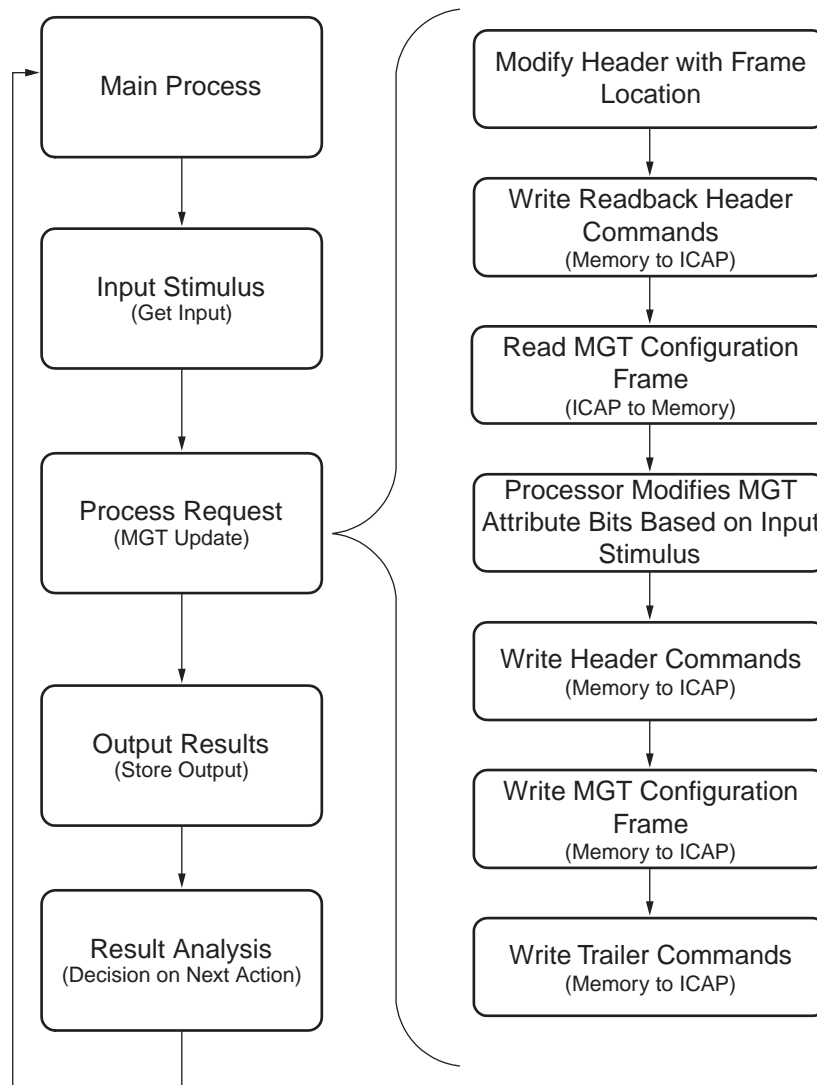 Main Process
Input Stimulus
(Get Input)
Process Request
(MGT Update)
Output Results
(Store Output)
Result Analysis
(Decision on Next Action)
Modify Header with Frame
Location
Write Readback Header
Commands
(Memory to ICAP)
Read MGT Configuration
Frame
(ICAP to Memory)
Processor Modifies MGT
Attribute Bits Based on Input
Stimulus
Write Header Commands
(Memory to ICAP)
Write MGT Configuration
Frame
(Memory to ICAP)
Write Trailer Commands
(Memory to ICAP)